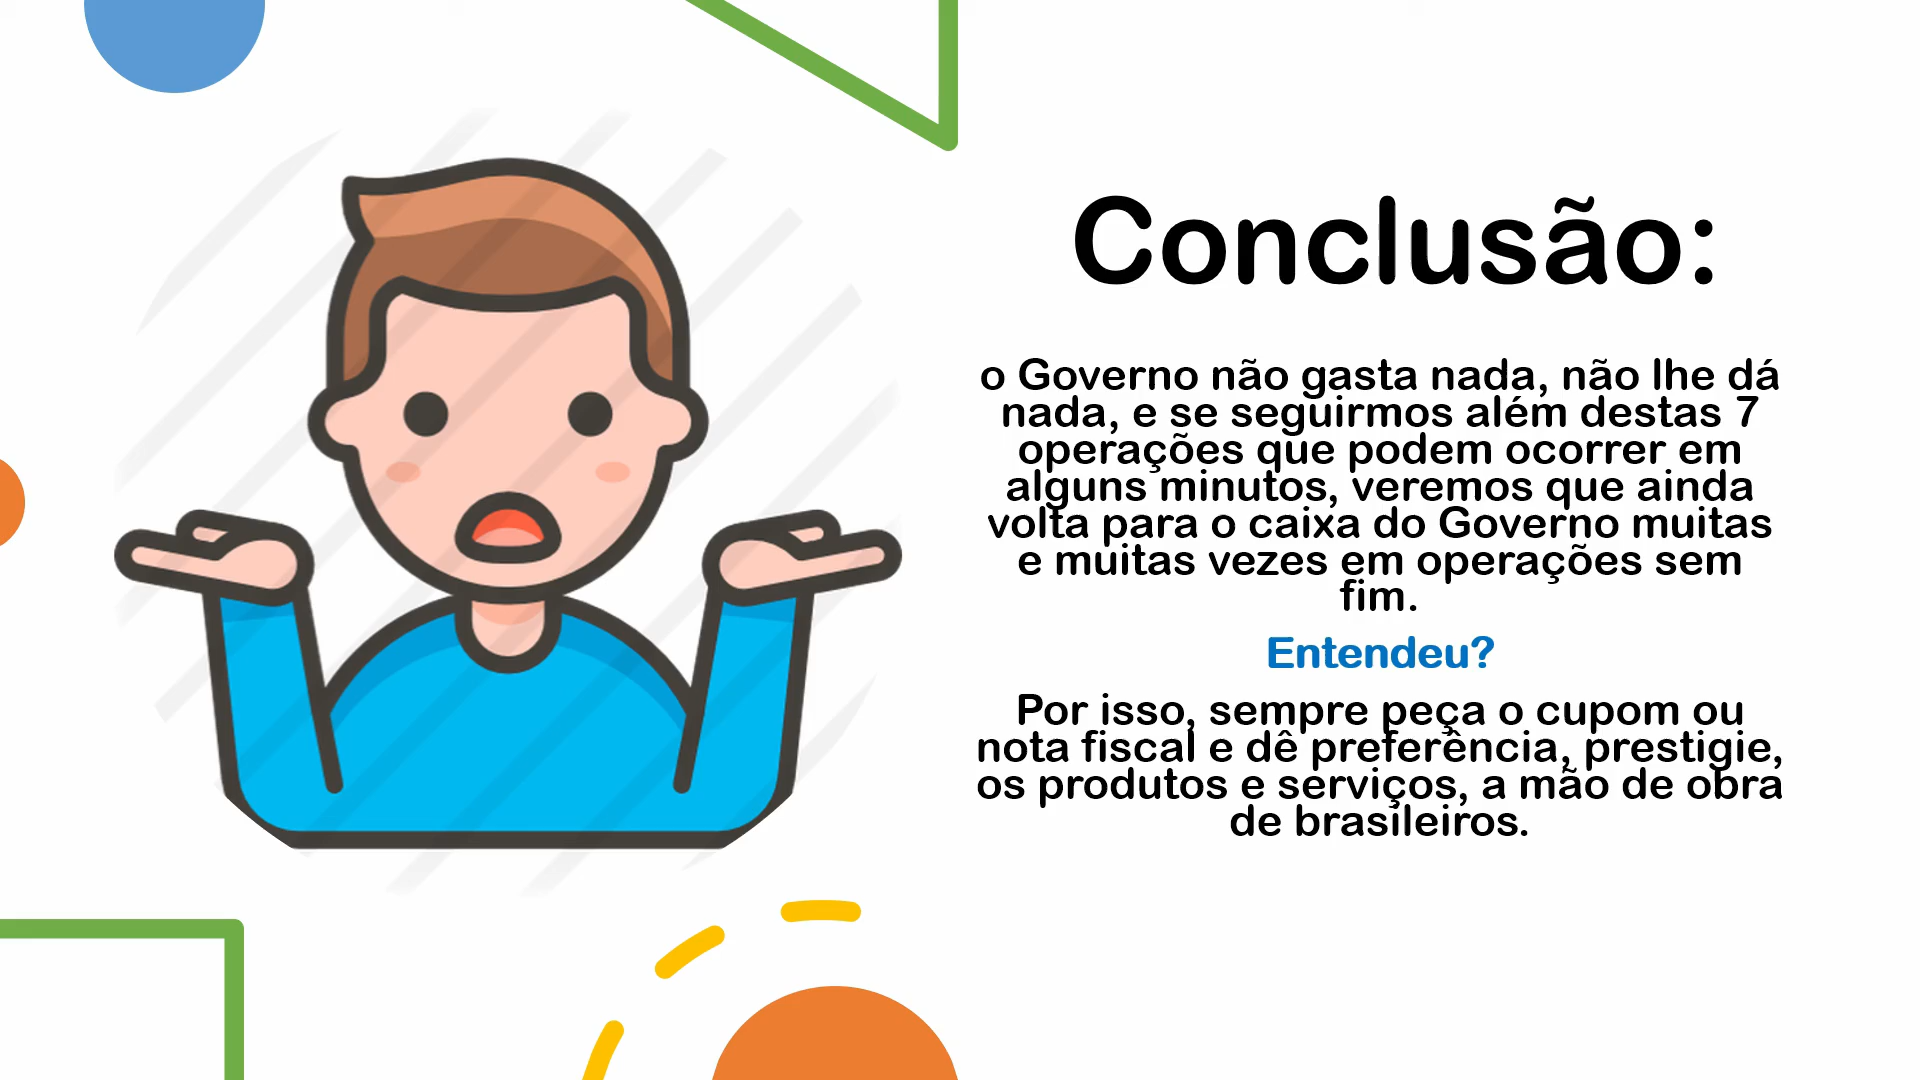 Conclusão:
o Governo não gasta nada, não lhe dá
nada, e se seguirmos além destas 7
operações que podem ocorrer em
alguns minutos, veremos que ainda
volta para o caixa do Governo muitas
e muitas vezes em operações sem
fim.
Entendeu?
Por isso, sempre peça o cupom ou
nota fiscal e dê preferência, prestigie,
os produtos e serviços, a mão de obra
de brasileiros.